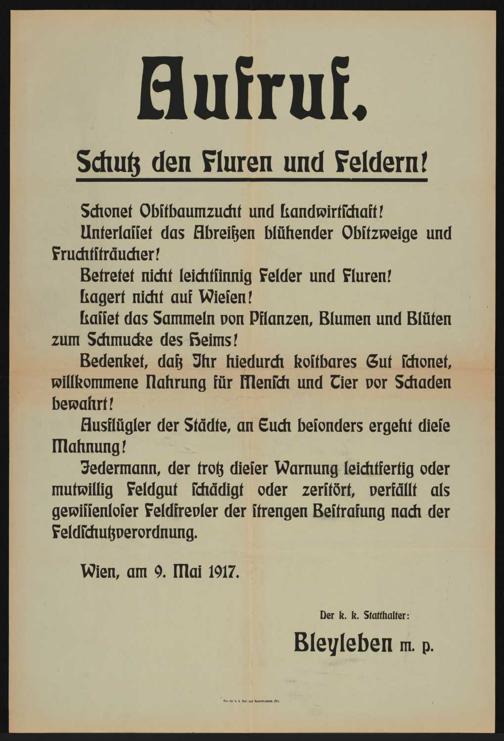 Aufruf.
Schutz den Fluren und Feldern!
Schonet Obstbaumzucht und Landwirtschaft!
Unterlasset das Abreißen blühender Obstzweige und
Fruchtsträucher!
Betretet nicht leichtsinnig Felder und Fluren!
Lagert nicht auf Wiesen!
Lasset das Sammeln von Pflanzen, Blumen und Blüten
zum Schmucke des Heims!
Bedenket, daß Ihr hiedurch kostbares Gut schonet,
willkommene Nahrung für Mensch und Tier vor Schaden
bewahrt!
Ausflügler der Städte, an Euch besonders ergeht diese
Mahnung!
Jedermann, der trotz dieser Warnung leichtfertig oder
mutwillig Feldgut schädigt oder zerstört, verfällt als
gewissenloser Feldfrevler der strengen Bestrafung nach der
Feldschutzverordnung.
Wien, am 9. Mai 1917.
Der k. k. Statthalter:
Bleyleben m. p.